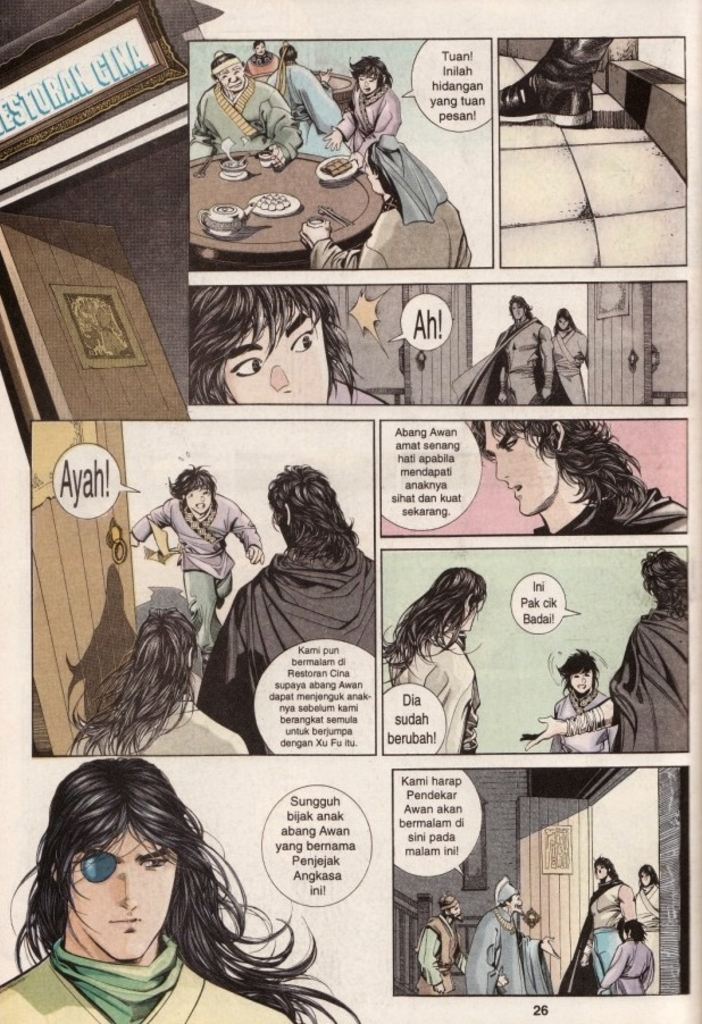 ESTORAN CINA
Tuan!
Inilah
hidangan
yang tuan
pesan!
Ah!
Ayah!
Abang Awan
amat senang
hati apabila
mendapati
anaknya
sihat dan kuat
sekarang.
Kami pun
bermalam di
Restoran Cina
supaya abang Awan
dapat menjenguk anak-
nya sebelum kami
berangkat semula
untuk berjumpa
dengan Xu Fu itu.
Ini
Pak cik
Badai!
Dia
sudah
berubah!
Sungguh
bijak anak
abang Awan
yang bernama
Penjejak
Angkasa
ini!
Kami harap
Pendekar
Awan akan
bermalam di
sini pada
malam ini!
26